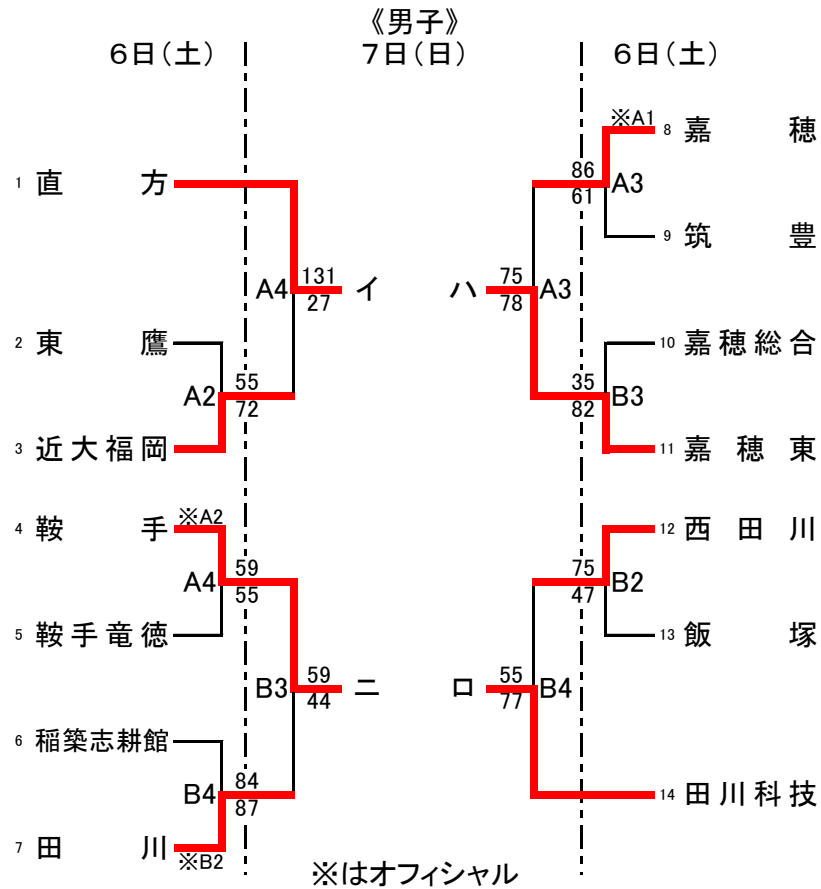 《男子》
6日(土)
7日(日)
6日(土)
1 直方
2 東鷹
3 近大福岡
4 鞍手
※A2
5 鞍手竜徳
6 稲築志耕館
7 田川
※B2
A2
55
72
A4
59
55
B4
84
87
A4
131
27
イ
B3
59
44
ニ
ハ
75
78
A3
ロ
55
77
B4
86
61
A3
35
82
B3
75
47
B2
※A1
8 嘉穂
9 筑豊
10 嘉穂総合
11 嘉穂東
12 西田川
13 飯塚
14 田川科技
※はオフィシャル